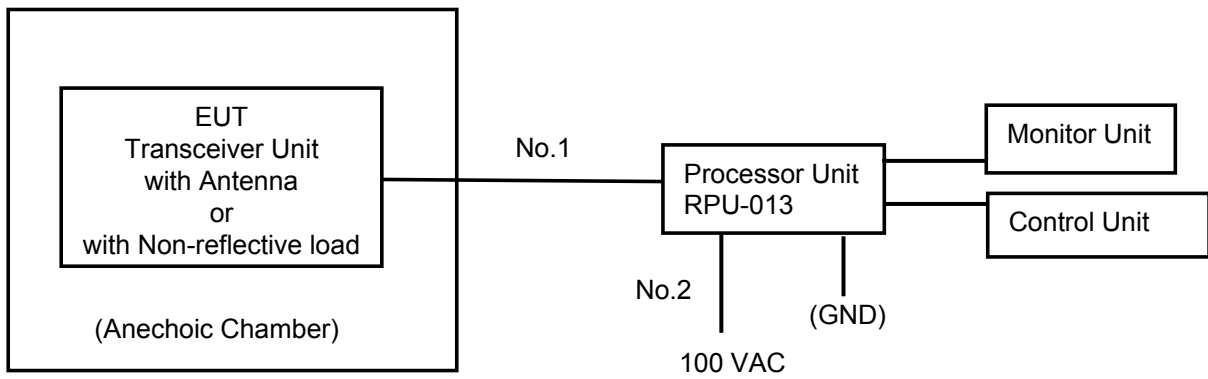 EUT
Transceiver Unit
with Antenna
or
with Non-reflective load
(Anechoic Chamber)
No.1
Processor Unit
RPU-013
Monitor Unit
Control Unit
No.2
(GND)
100 VAC